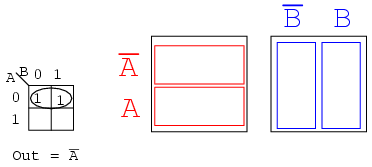 B̅ B
A B 0 1
0 1 1
1
A̅
A
Out = A̅